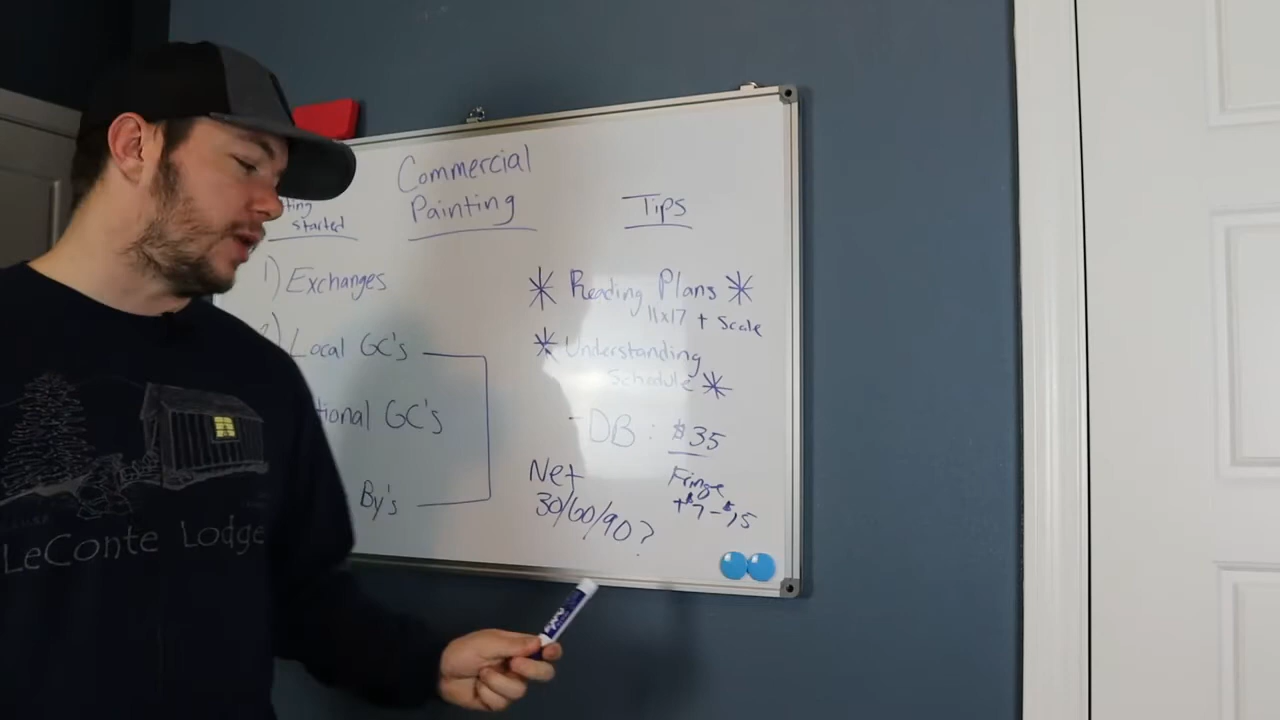 Commercial
Painting
started
1) Exchanges
Local GC's
GC's
By's
Tips
Reading Plans
11x17 + Scale
Understanding
Schedule
- DB : $35
Fringe
+$7-$15
Net
30/60/90?
LeConte Lodge